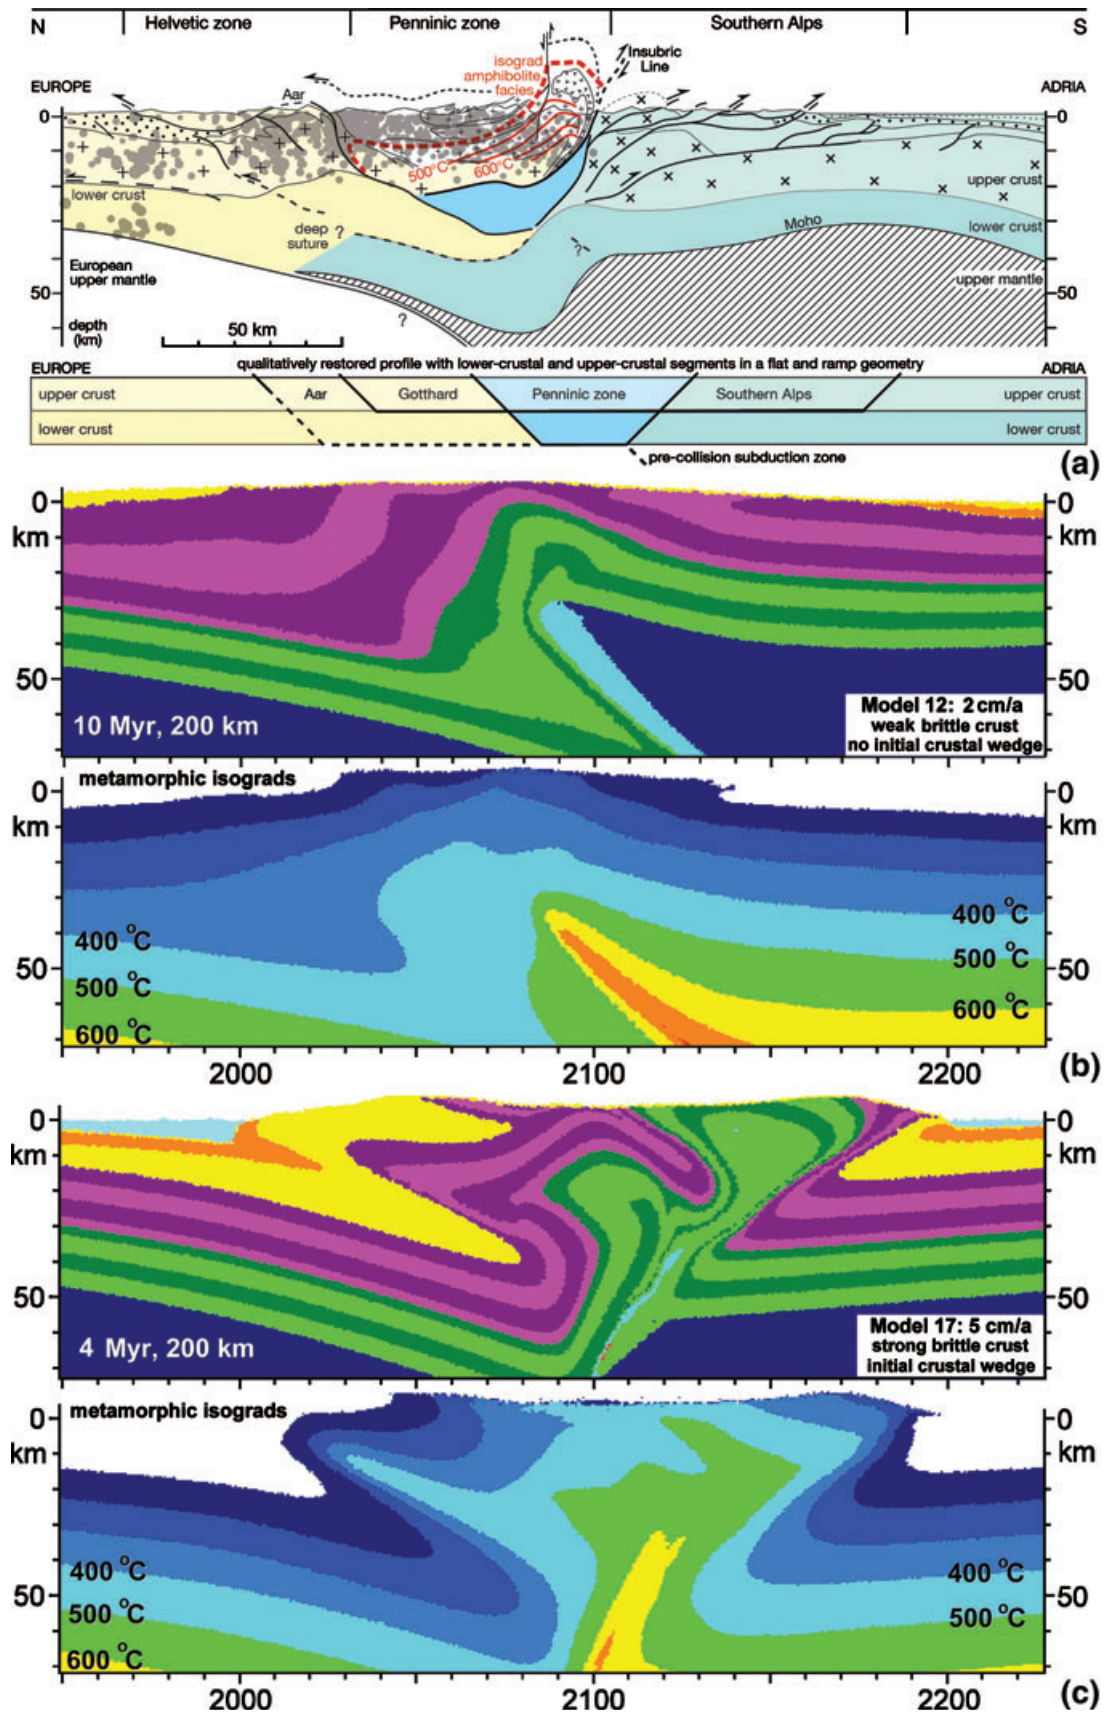 N Helvetic zone Penninic zone Southern Alps S
EUROPE ADRIA
isograd
amphibolite
facies
Insubric
Line
Aar
0 0
500°C 600°C
lower crust
upper crust
deep
suture
?
?
Moho
lower crust
European
upper mantle
upper mantle
50 50
depth
(km)
50 km
?
EUROPE ADRIA
qualitatively restored profile with lower-crustal and upper-crustal segments in a flat and ramp geometry
upper crust Aar Gotthard Penninic zone Southern Alps upper crust
lower crust lower crust
pre-collision subduction zone
(a)
0 0
km km
50 50
10 Myr, 200 km
Model 12: 2 cm/a
weak brittle crust
no initial crustal wedge
metamorphic isograds
0 0
km km
400 °C 400 °C
50 50
500 °C 500 °C
600 °C 600 °C
2000 2100 2200
(b)
0 0
km km
50 50
4 Myr, 200 km
Model 17: 5 cm/a
strong brittle crust
initial crustal wedge
metamorphic isograds
0 0
km km
400 °C 400 °C
50 50
500 °C 500 °C
600 °C
2000 2100 2200
(c)